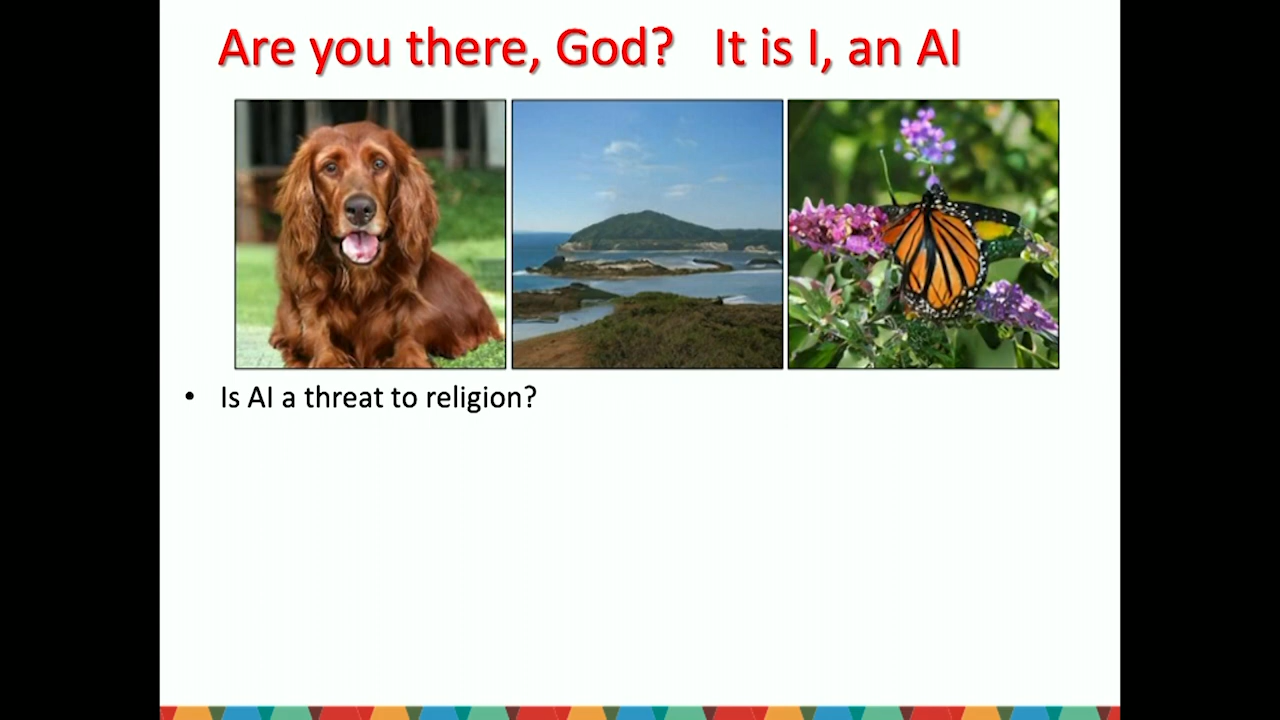 Are you there, God? It is I, an AI
• Is AI a threat to religion?